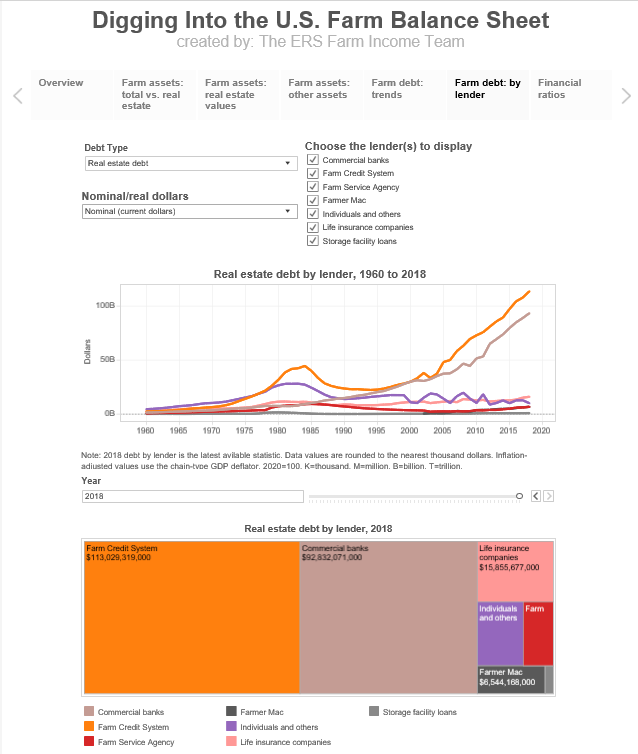 Digging Into the U.S. Farm Balance Sheet
created by: The ERS Farm Income Team
Overview
Farm assets:
total vs. real
estate
Farm assets:
real estate
values
Farm assets:
other assets
Farm debt:
trends
Farm debt: by
lender
Financial
ratios
Debt Type
Real estate debt
Nominal/real dollars
Nominal (current dollars)
Choose the lender(s) to display
Commercial banks
Farm Credit System
Farm Service Agency
Farmer Mac
Individuals and others
Life insurance companies
Storage facility loans
Real estate debt by lender, 1960 to 2018
Dollars
100B
50B
0B
1960 1965 1970 1975 1980 1985 1990 1995 2000 2005 2010 2015 2020
Note: 2018 debt by lender is the latest avilable statistic. Data values are rounded to the nearest thousand dollars. Inflation-
adjusted values use the chain-type GDP deflator. 2020=100. K=thousand. M=million. B=billion. T=trillion.
Year
2018
Real estate debt by lender, 2018
Farm Credit System
$113,029,319,000
Commercial banks
$92,832,071,000
Life insurance
companies
$15,855,677,000
Individuals
and others
Farm
Farmer Mac
$6,544,168,000
Commercial banks
Farm Credit System
Farm Service Agency
Farmer Mac
Individuals and others
Life insurance companies
Storage facility loans